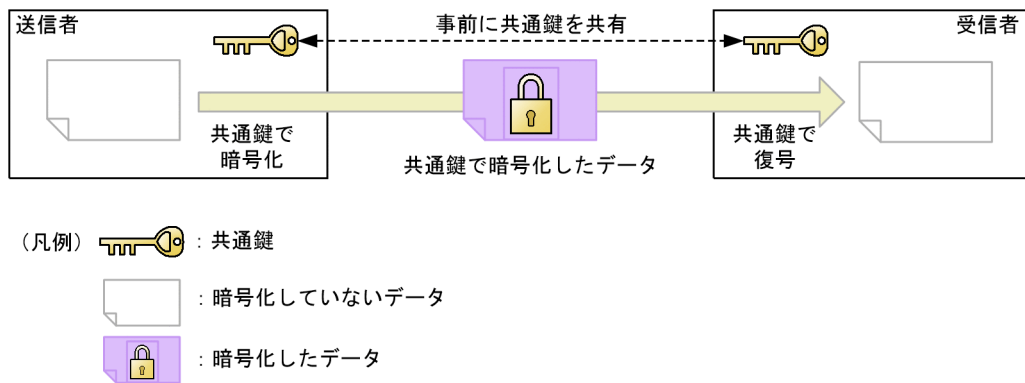 送信者
事前に共通鍵を共有
受信者
共通鍵で
暗号化
共通鍵で暗号化したデータ
共通鍵で
復号
（凡例）
：共通鍵
：暗号化していないデータ
：暗号化したデータ